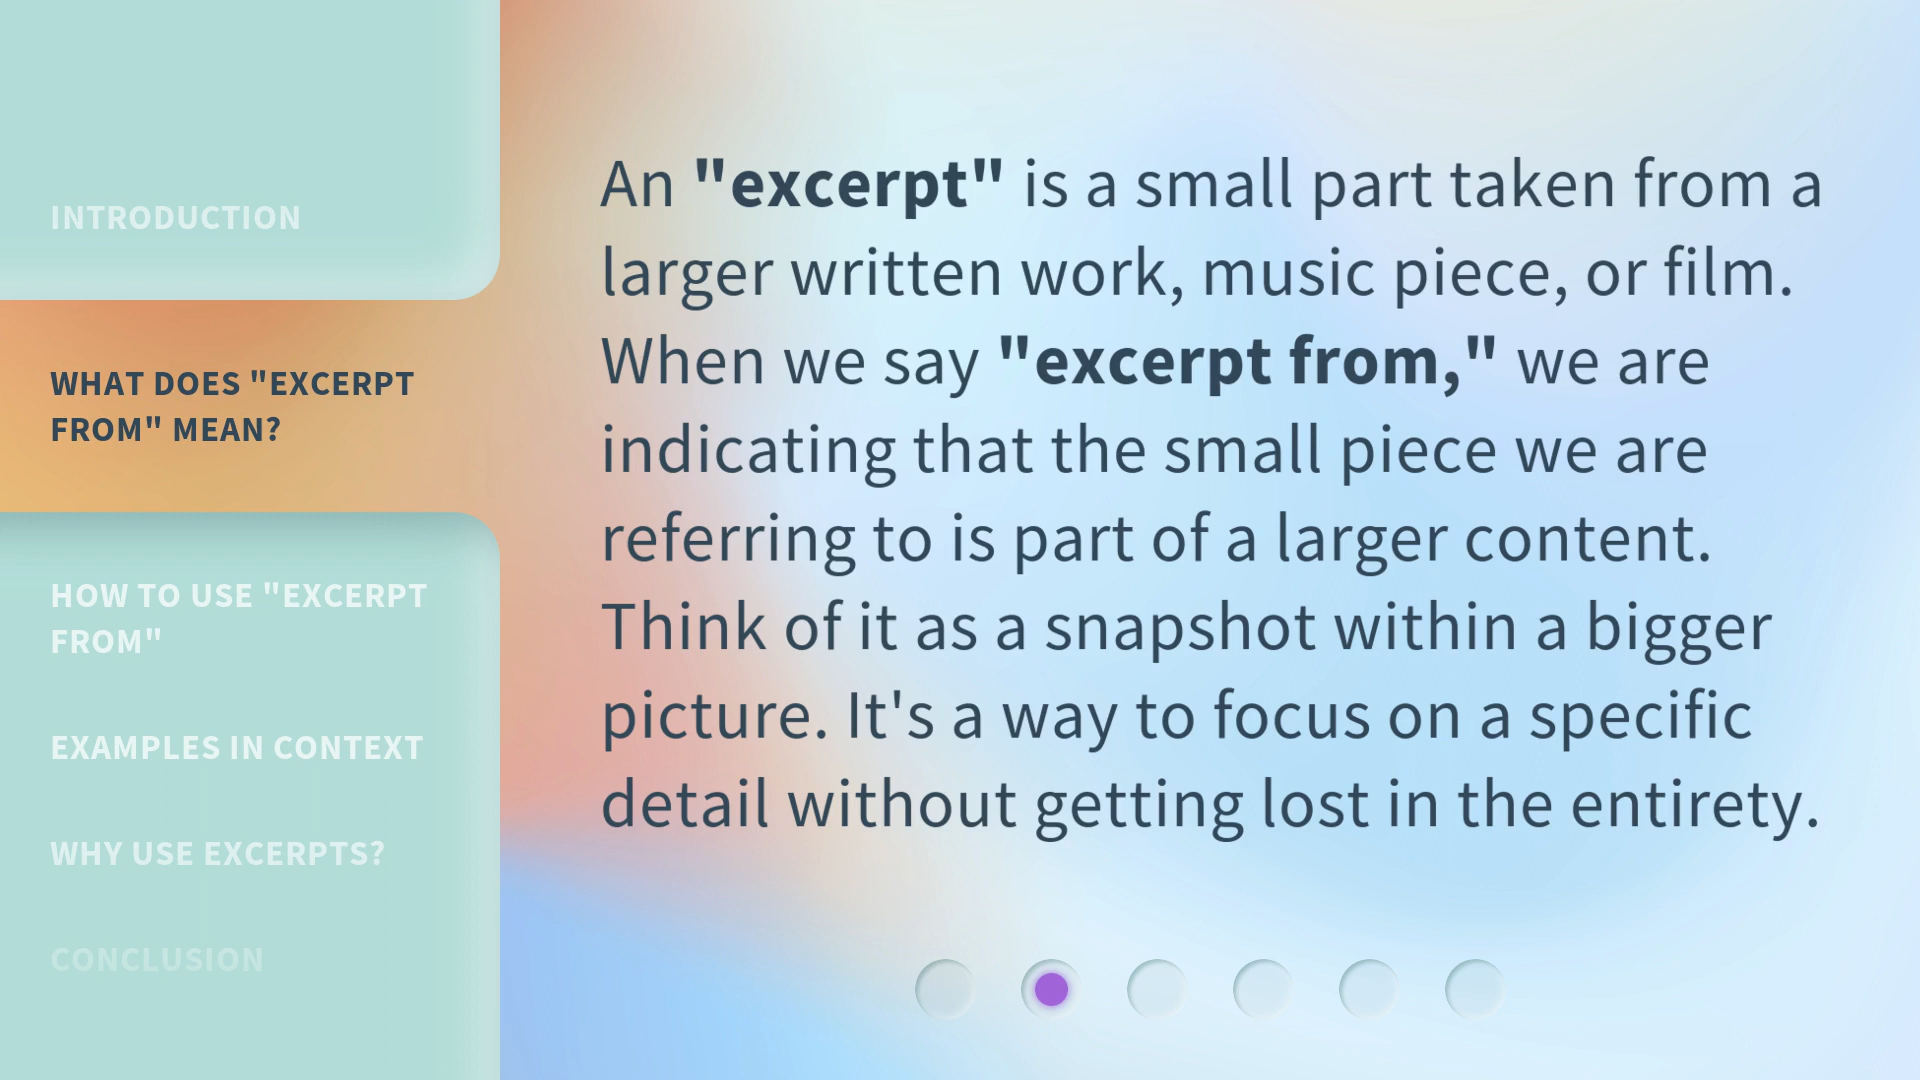 INTRODUCTION
WHAT DOES "EXCERPT
FROM" MEAN?
HOW TO USE "EXCERPT
FROM"
EXAMPLES IN CONTEXT
WHY USE EXCERPTS?
CONCLUSION
An "excerpt" is a small part taken from a
larger written work, music piece, or film.
When we say "excerpt from," we are
indicating that the small piece we are
referring to is part of a larger content.
Think of it as a snapshot within a bigger
picture. It's a way to focus on a specific
detail without getting lost in the entirety.